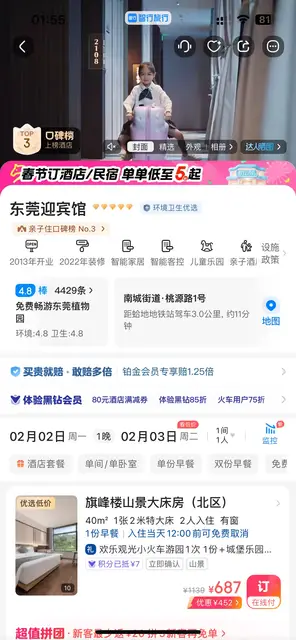 01:55
智行旅行
81
2108
TOP 3
口碑榜
上榜酒店
封面
精选
外观
相册
达人晒图
春节订酒店/民宿 单单低至5起
东莞迎宾馆
环境卫生优选
亲子住口碑榜 No.3
2013年开业
2022年装修
智能家居
智能客控
儿童乐园
亲子酒
设施政策
4.8 棒 4429条
免费畅游东莞植物园
环境:4.8 卫生:4.8
南城街道·桃源路1号
距蛤地地铁站驾车3.0公里, 约11分钟
地图
买贵就赔·敢赔多倍
铂金会员专享赔1.25倍
体验黑钻会员
80元酒店满减券
体验黑钻85折
火车用户75折
02月02日 周一
1晚
02月03日 周二
1间
1人
监控
降价提醒
酒店套餐
单间/单卧室
单份早餐
双份早餐
免费
优选低价
旗峰楼山景大床房（北区）
40m² 1张2米特大床 2人入住 有窗
1份早餐 入住当天12:00前可免费取消
礼 欢乐观光小火车游园1次 1份+城堡乐园...
积分已抵¥7
立即确认
山景
10
¥1139 ¥687
优惠¥452
订
在线付
超值拼团